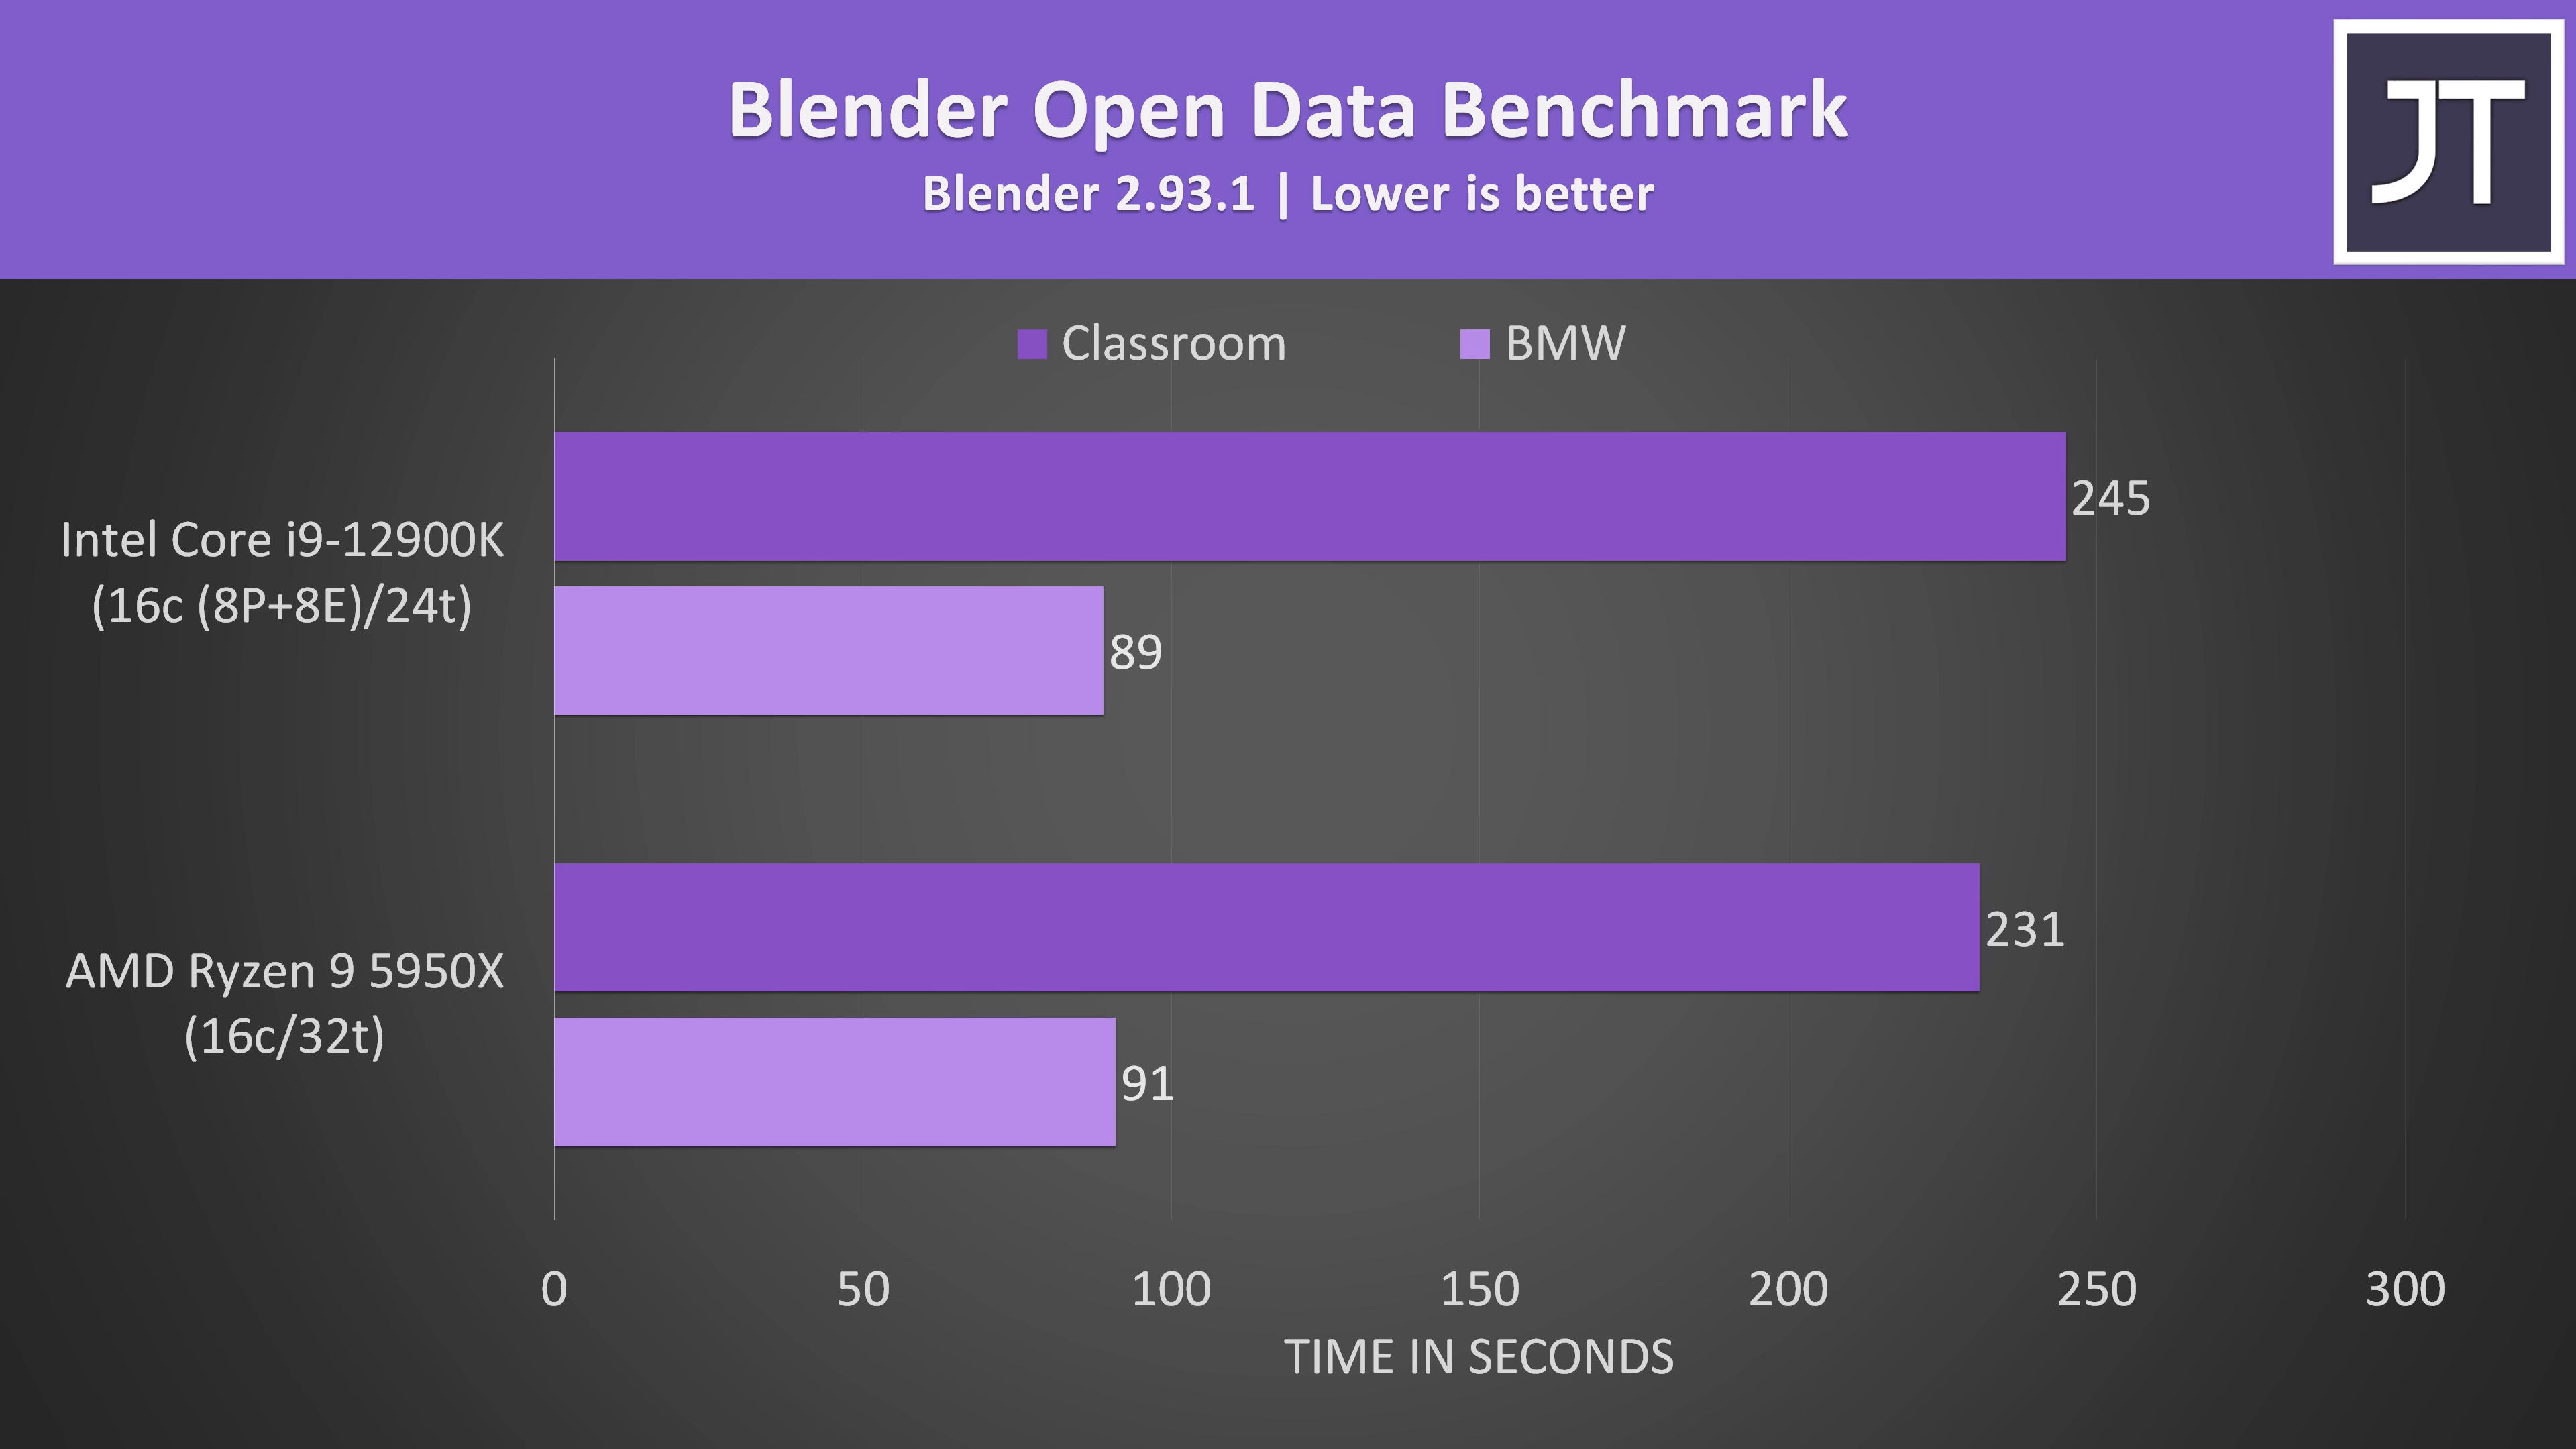 Blender Open Data Benchmark
Blender 2.93.1 | Lower is better
JT
Classroom
BMW
Intel Core i9-12900K
(16c (8P+8E)/24t)
245
89
AMD Ryzen 9 5950X
(16c/32t)
231
91
0 50 100 150 200 250 300
TIME IN SECONDS